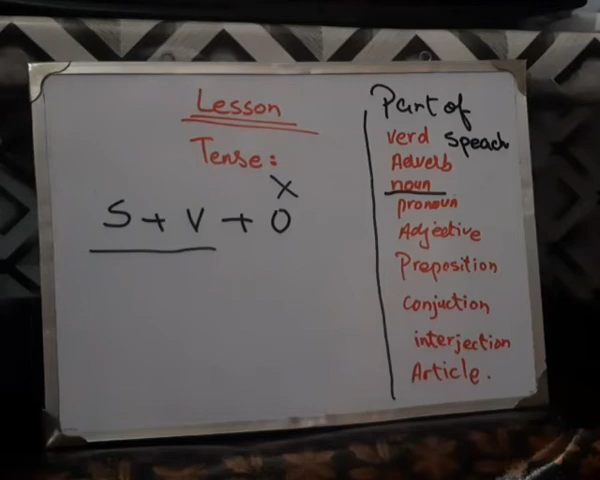 Lesson
Tense:
X
S + V + O
Part of
verd speach
Adverb
noun
pronoun
Adjective
Preposition
conjuction
interjection
Article.